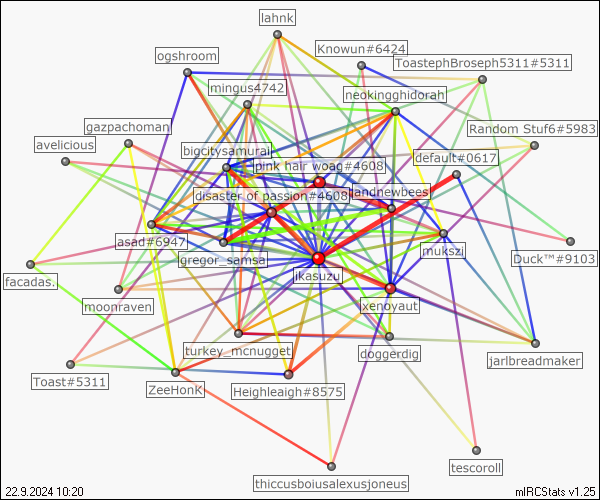 lahnk
Knowun#6424
ogshroom
ToastephBroseph5311#5311
mingus4742
neokingghidorah
gazpachoman
Random Stuf6#5983
avelicious
bigcitysamurai
default#0617
pink hair woag#4608
disaster of passion#4608
landnewbees
asad#6947
mukszi
gregor_samsa
Duck™#9103
jikasuzu
facadas.
moonraven
xenoyaut
turkey_mcnugget
doggerdig
jarlbreadmaker
Toast#5311
ZeeHonk
Heighleaigh#8575
tescoroll
thiccusboiusalexusjoneus
22.9.2024 10:20
mIRCStats v1.25